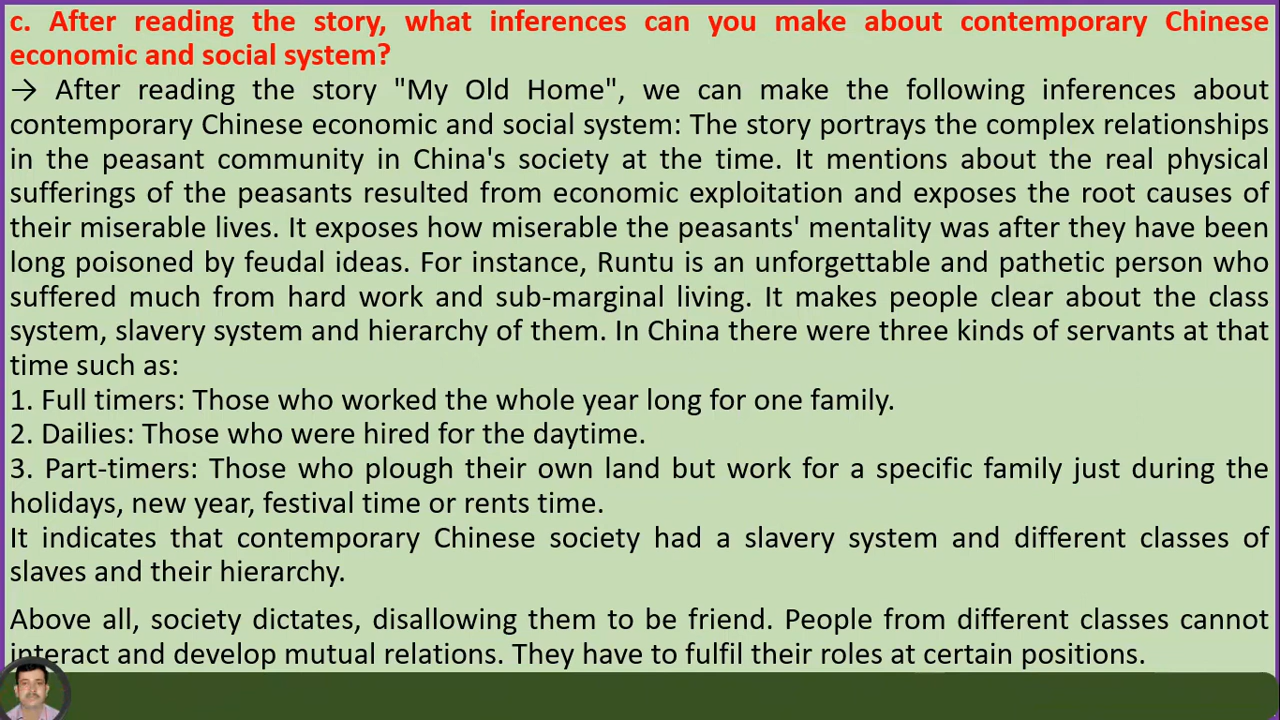 c. After reading the story, what inferences can you make about contemporary Chinese
economic and social system?
→ After reading the story "My Old Home", we can make the following inferences about
contemporary Chinese economic and social system: The story portrays the complex relationships
in the peasant community in China's society at the time. It mentions about the real physical
sufferings of the peasants resulted from economic exploitation and exposes the root causes of
their miserable lives. It exposes how miserable the peasants' mentality was after they have been
long poisoned by feudal ideas. For instance, Runtu is an unforgettable and pathetic person who
suffered much from hard work and sub-marginal living. It makes people clear about the class
system, slavery system and hierarchy of them. In China there were three kinds of servants at that
time such as:
1. Full timers: Those who worked the whole year long for one family.
2. Dailies: Those who were hired for the daytime.
3. Part-timers: Those who plough their own land but work for a specific family just during the
holidays, new year, festival time or rents time.
It indicates that contemporary Chinese society had a slavery system and different classes of
slaves and their hierarchy.
Above all, society dictates, disallowing them to be friend. People from different classes cannot
interact and develop mutual relations. They have to fulfil their roles at certain positions.